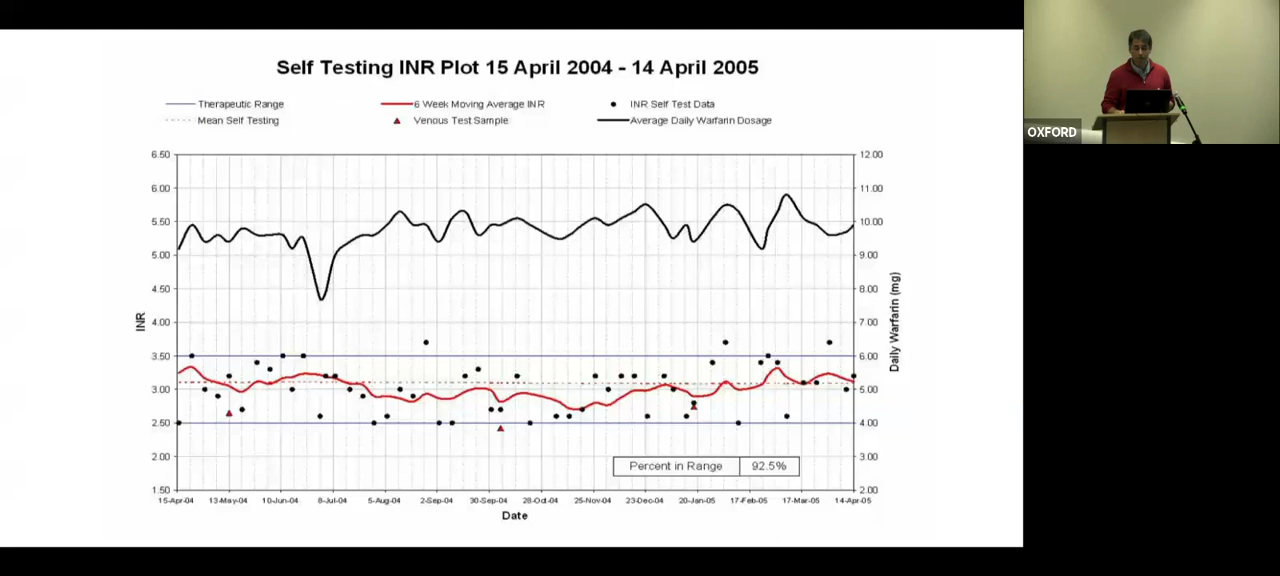 Self Testing INR Plot 15 April 2004 - 14 April 2005
Therapeutic Range
6 Week Moving Average INR
INR Self Test Data
Mean Self Testing
Venous Test Sample
Average Daily Warfarin Dosage
6.50
6.00
5.50
5.00
4.50
4.00
3.50
3.00
2.50
2.00
1.50
INR
12.00
11.00
10.00
9.00
8.00
7.00
6.00
5.00
4.00
3.00
2.00
Daily Warfarin (mg)
Percent in Range 92.5%
15-Apr-04 13-May-04 10-Jun-04 8-Jul-04 5-Aug-04 2-Sep-04 30-Sep-04 28-Oct-04 25-Nov-04 23-Dec-04 20-Jan-05 17-Feb-05 17-Mar-05 14-Apr-05
Date
OXFORD